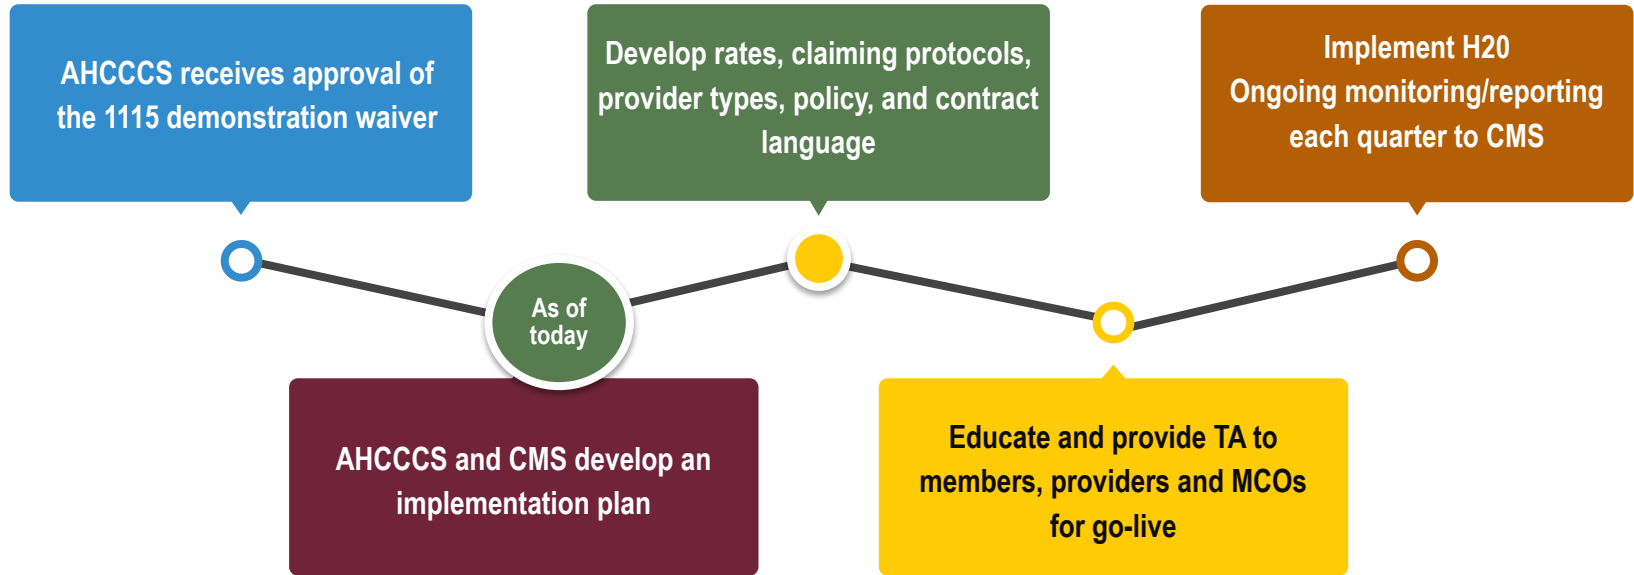 AHCCCS receives approval of
the 1115 demonstration waiver
As of
today
AHCCCS and CMS develop an
implementation plan
Develop rates, claiming protocols,
provider types, policy, and contract
language
Educate and provide TA to
members, providers and MCOs
for go-live
Implement H20
Ongoing monitoring/reporting
each quarter to CMS